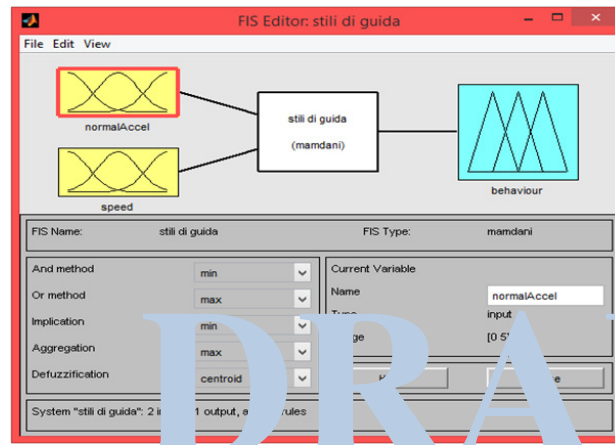 FIS Editor: stili di guida
File Edit View
normalAccel
speed
stili di guida
(mamdani)
behaviour
FIS Name: stili di guida FIS Type: mamdani
And method min
Or method max
Implication min
Aggregation max
Defuzzification centroid
Current Variable
Name normalAccel
input
[0 5]
System "stili di guida": 2 1 output, rules
DRA